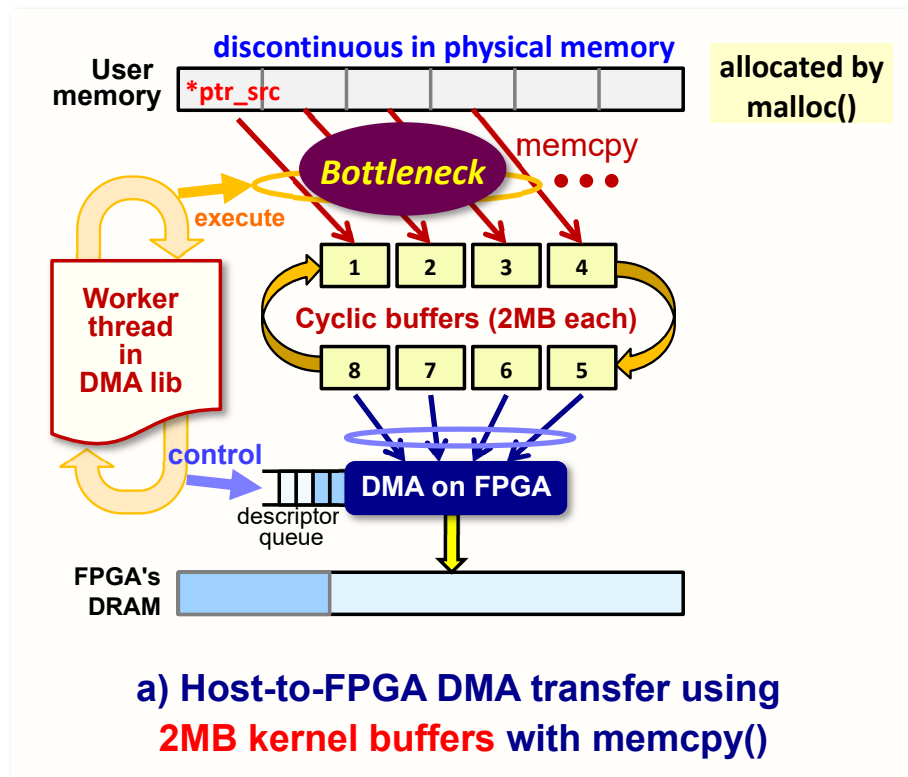 discontinuous in physical memory
User
memory
*ptr_src
allocated by
malloc()
memcpy
Bottleneck
execute
1 2 3 4
Worker
thread
in
DMA lib
Cyclic buffers (2MB each)
8 7 6 5
control
DMA on FPGA
descriptor
queue
FPGA's
DRAM
a) Host-to-FPGA DMA transfer using
2MB kernel buffers with memcpy()